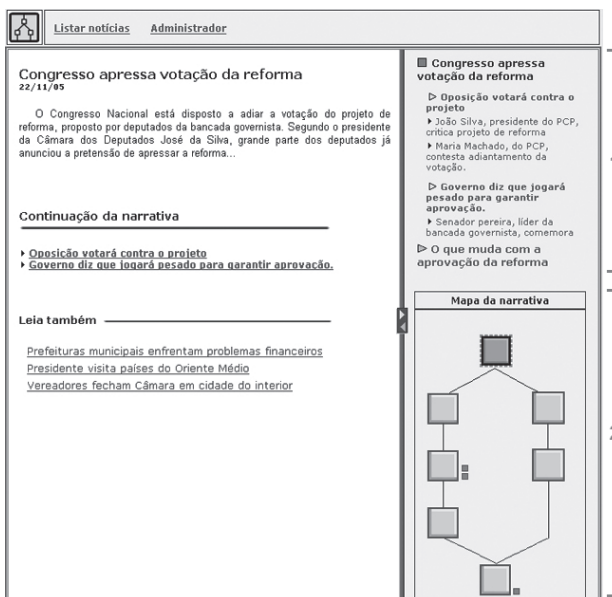 Listar notícias Administrador
Congresso apressa votação da reforma
22/11/05
O Congresso Nacional está disposto a adiar a votação do projeto de
reforma, proposto por deputados da bancada governista. Segundo o presidente
da Câmara dos Deputados José da Silva, grande parte dos deputados já
anunciou a pretensão de apressar a reforma...
Continuação da narrativa
Oposição votará contra o projeto
Governo diz que jogará pesado para garantir aprovação.
Leia também
Prefeituras municipais enfrentam problemas financeiros
Presidente visita países do Oriente Médio
Vereadores fecham Câmara em cidade do interior
Congresso apressa
votação da reforma
Oposição votará contra o
projeto
João Silva, presidente do PCP,
critica projeto de reforma
Maria Machado, do PCP,
contesta adiantamento da
votação.
Governo diz que jogará
pesado para garantir
aprovação.
Senador pereira, líder da
bancada governista, comemora
O que muda com a
aprovação da reforma
Mapa da narrativa